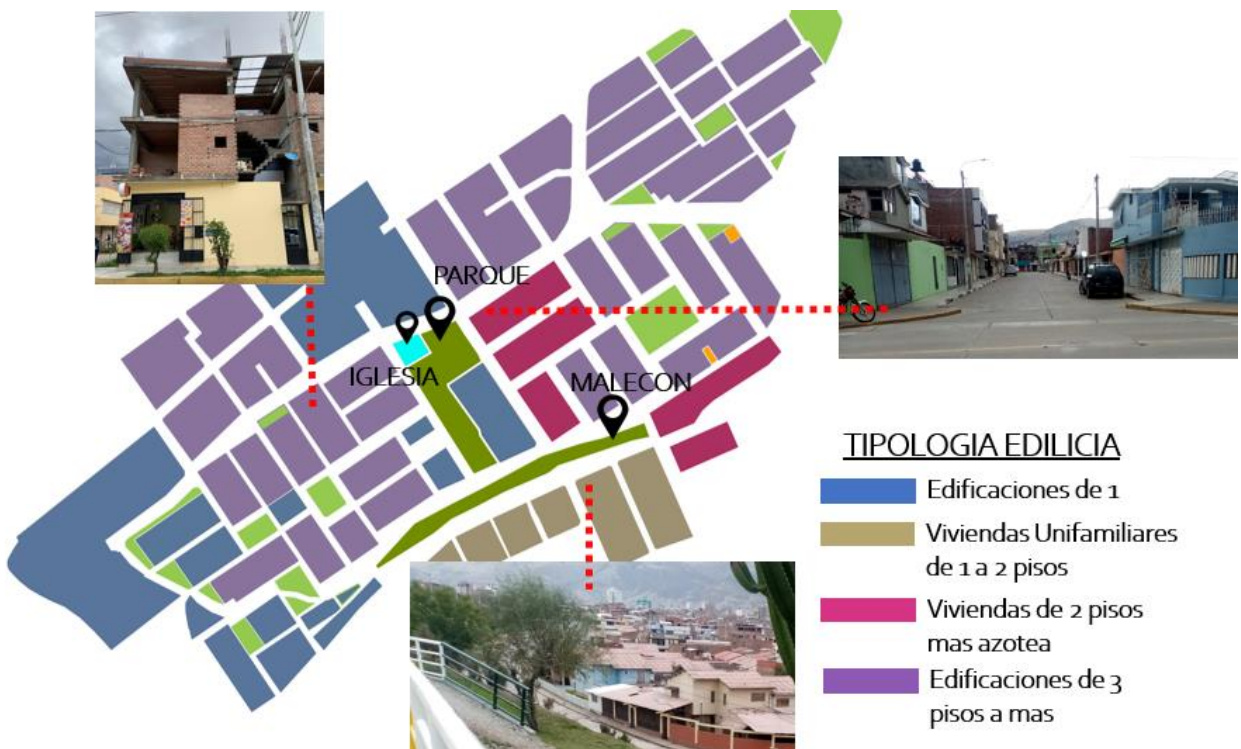 PARQUE
IGLESIA
MALECON
TIPOLOGIA EDILICIA
Edificaciones de 1
Viviendas Unifamiliares
de 1 a 2 pisos
Viviendas de 2 pisos
mas azotea
Edificaciones de 3
pisos a mas